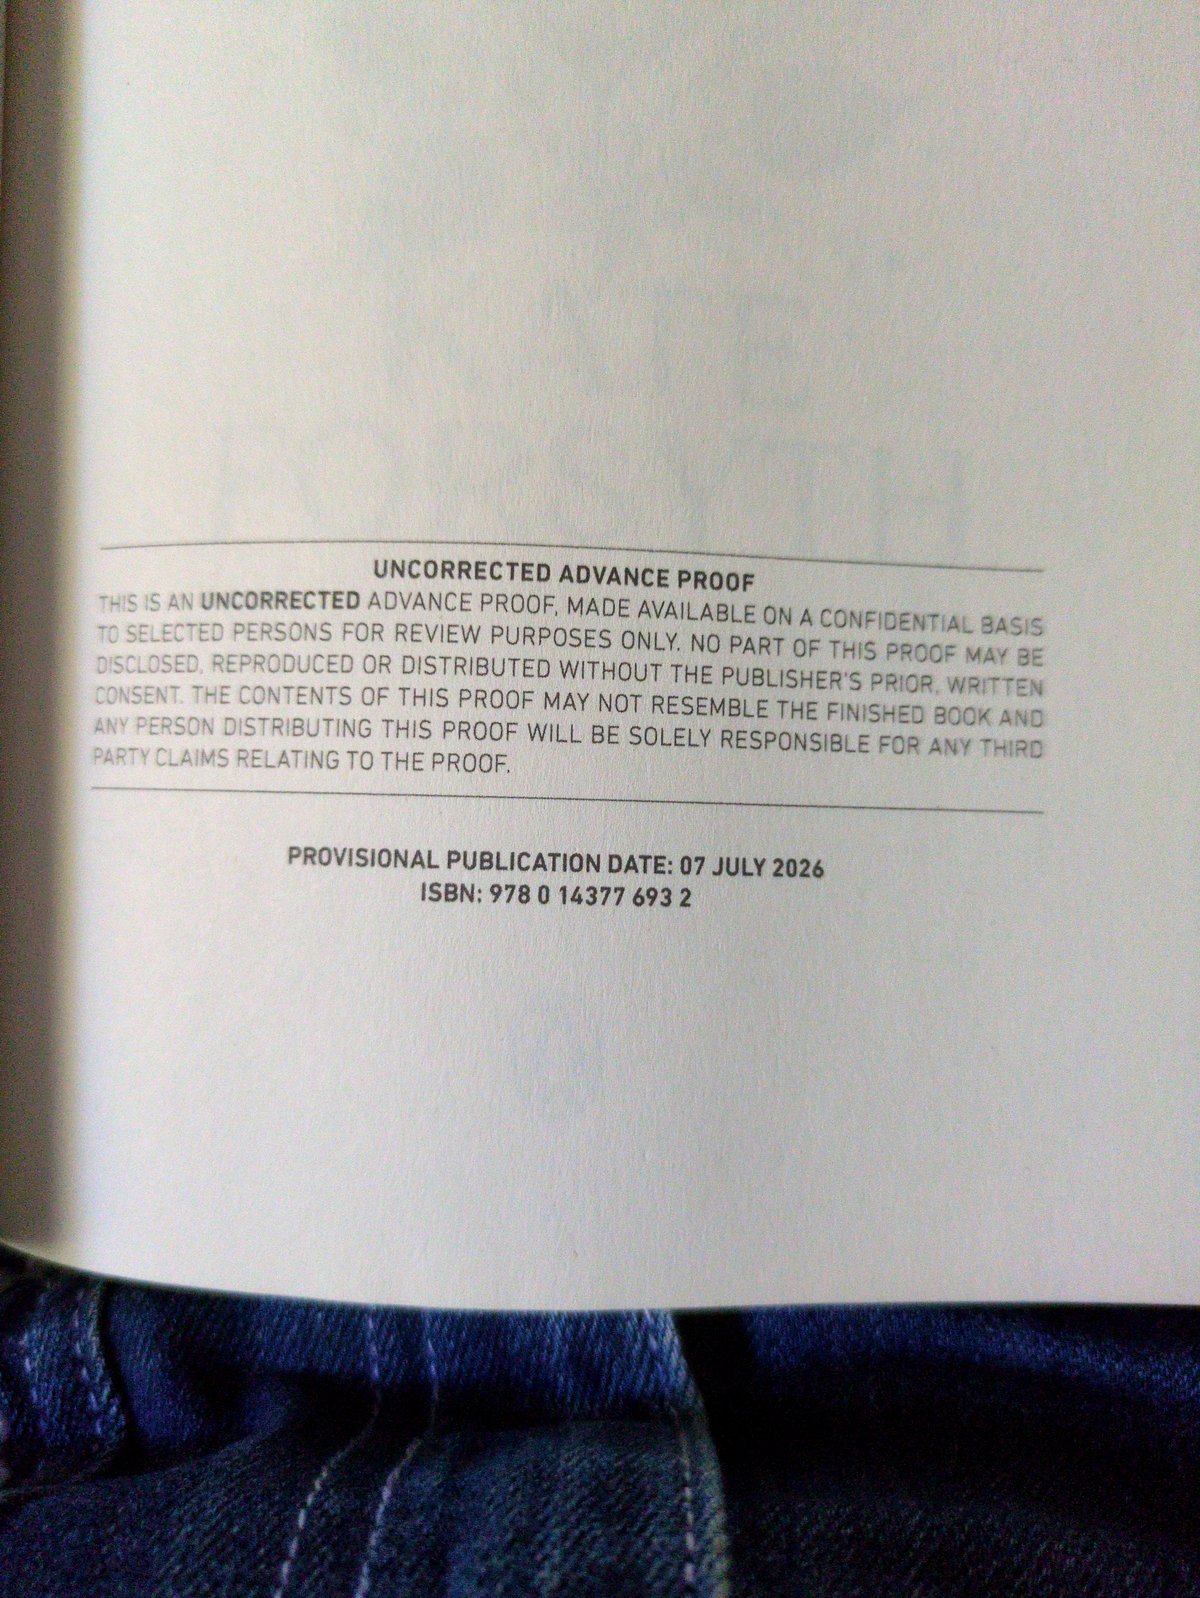 UNCORRECTED ADVANCE PROOF
THIS IS AN UNCORRECTED ADVANCE PROOF, MADE AVAILABLE ON A CONFIDENTIAL BASIS
TO SELECTED PERSONS FOR REVIEW PURPOSES ONLY. NO PART OF THIS PROOF MAY BE
DISCLOSED, REPRODUCED OR DISTRIBUTED WITHOUT THE PUBLISHER'S PRIOR, WRITTEN
CONSENT. THE CONTENTS OF THIS PROOF MAY NOT RESEMBLE THE FINISHED BOOK AND
ANY PERSON DISTRIBUTING THIS PROOF WILL BE SOLELY RESPONSIBLE FOR ANY THIRD
PARTY CLAIMS RELATING TO THE PROOF.
PROVISIONAL PUBLICATION DATE: 07 JULY 2026
ISBN: 978 0 14377 693 2